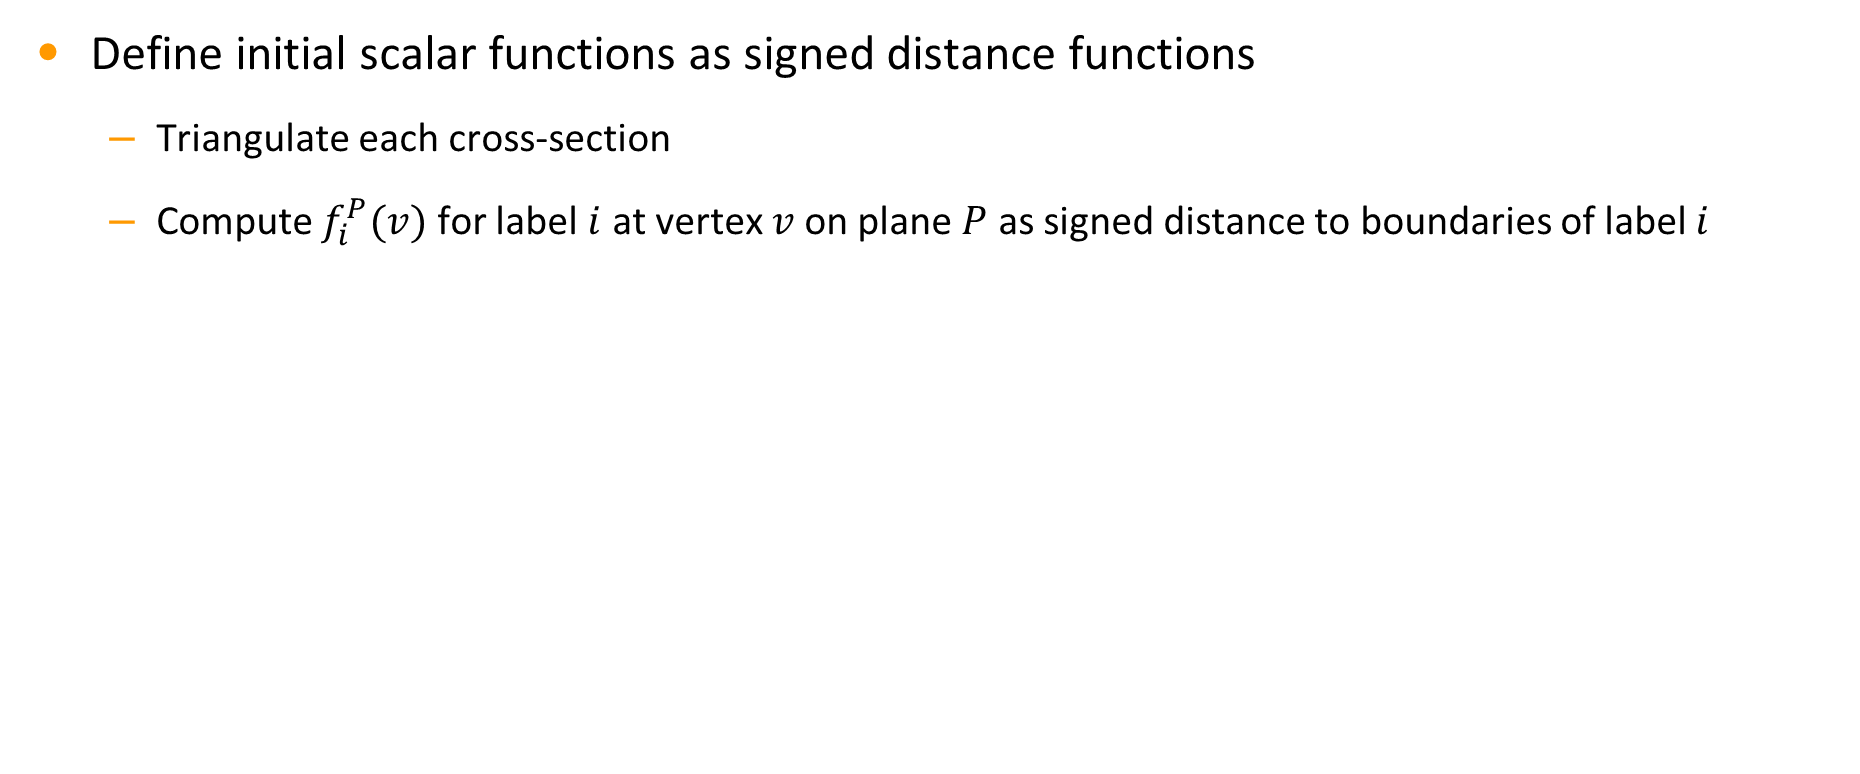 • Define initial scalar functions as signed distance functions
– Triangulate each cross-section
– Compute $f_i^P(v)$ for label $i$ at vertex $v$ on plane $P$ as signed distance to boundaries of label $i$